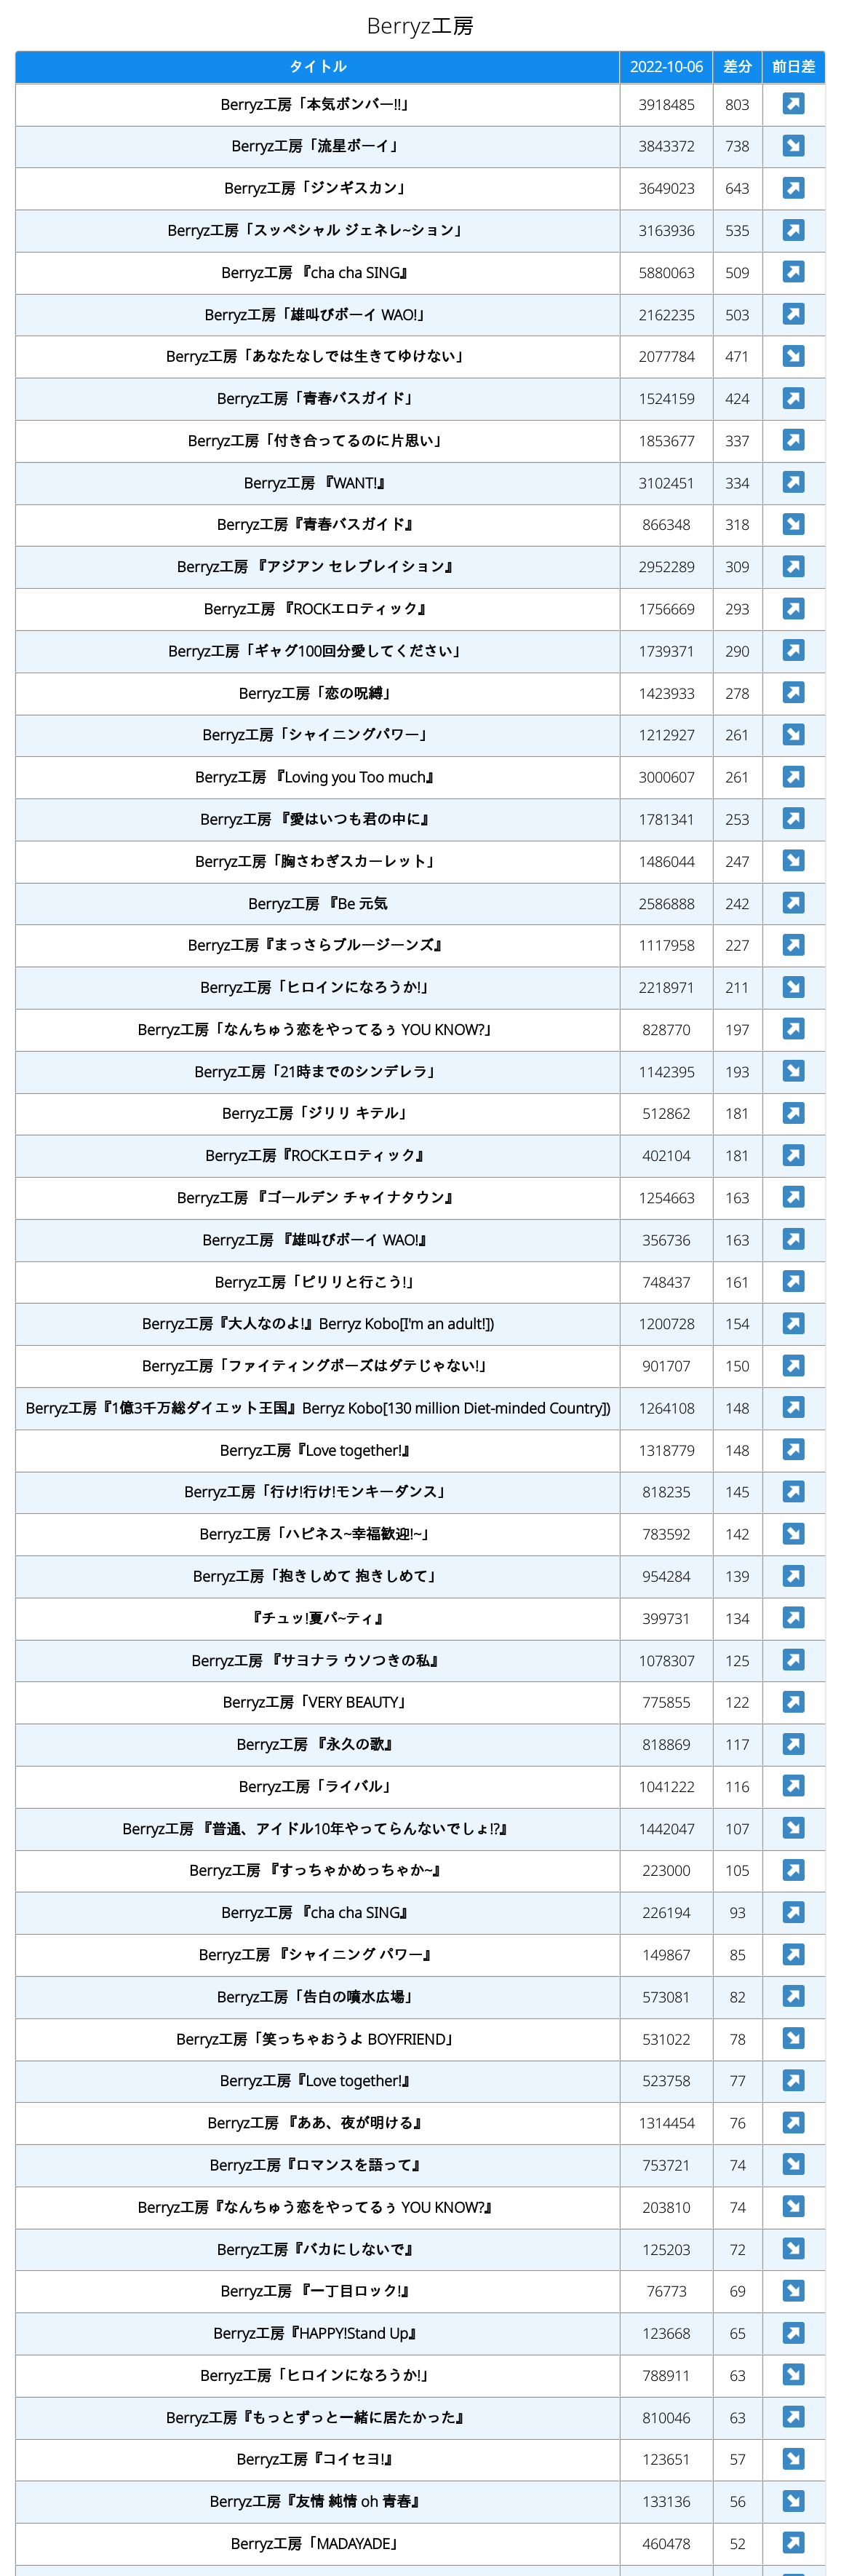 Berryz工房
タイトル 2022-10-06 差分 前日差
Berryz工房「本気ボンバー!!」 3918485 803 ↗
Berryz工房「流星ボーイ」 3843372 738 ↘
Berryz工房「ジンギスカン」 3649023 643 ↗
Berryz工房「スッペシャル ジェネレ~ション」 3163936 535 ↗
Berryz工房 『cha cha SING』 5880063 509 ↗
Berryz工房「雄叫びボーイ WAO!」 2162235 503 ↗
Berryz工房「あなたなしでは生きてゆけない」 2077784 471 ↘
Berryz工房「青春バスガイド」 1524159 424 ↗
Berryz工房「付き合ってるのに片思い」 1853677 337 ↗
Berryz工房 『WANT!』 3102451 334 ↗
Berryz工房『青春バスガイド』 866348 318 ↘
Berryz工房 『アジアン セレブレイション』 2952289 309 ↗
Berryz工房 『ROCKエロティック』 1756669 293 ↗
Berryz工房「ギャグ100回分愛してください」 1739371 290 ↗
Berryz工房「恋の呪縛」 1423933 278 ↗
Berryz工房「シャイニングパワー」 1212927 261 ↘
Berryz工房 『Loving you Too much』 3000607 261 ↗
Berryz工房 『愛はいつも君の中に』 1781341 253 ↗
Berryz工房「胸さわぎスカーレット」 1486044 247 ↘
Berryz工房 『Be 元気 2586888 242 ↗
Berryz工房『まっさらブルージーンズ』 1117958 227 ↗
Berryz工房「ヒロインになろうか!」 2218971 211 ↘
Berryz工房「なんちゅう恋をやってるぅ YOU KNOW?」 828770 197 ↗
Berryz工房「21時までのシンデレラ」 1142395 193 ↘
Berryz工房「ジリリ キテル」 512862 181 ↗
Berryz工房『ROCKエロティック』 402104 181 ↗
Berryz工房 『ゴールデン チャイナタウン』 1254663 163 ↗
Berryz工房 『雄叫びボーイ WAO!』 356736 163 ↗
Berryz工房「ピリリと行こう!」 748437 161 ↗
Berryz工房『大人なのよ!』Berryz Kobo[I'm an adult!]) 1200728 154 ↗
Berryz工房「ファイティングポーズはダテじゃない!」 901707 150 ↗
Berryz工房『1億3千万総ダイエット王国』Berryz Kobo[130 million Diet-minded Country]) 1264108 148 ↗
Berryz工房『Love together!』 1318779 148 ↗
Berryz工房「行け!行け!モンキーダンス」 818235 145 ↗
Berryz工房「ハピネス~幸福歓迎!~」 783592 142 ↘
Berryz工房「抱きしめて 抱きしめて」 954284 139 ↗
『チュッ!夏パ~ティ』 399731 134 ↗
Berryz工房 『サヨナラ ウソつきの私』 1078307 125 ↗
Berryz工房「VERY BEAUTY」 775855 122 ↗
Berryz工房 『永久の歌』 818869 117 ↗
Berryz工房「ライバル」 1041222 116 ↗
Berryz工房 『普通、アイドル10年やってらんないでしょ!?』 1442047 107 ↘
Berryz工房 『すっちゃかめっちゃか~』 223000 105 ↗
Berryz工房 『cha cha SING』 226194 93 ↗
Berryz工房 『シャイニング パワー』 149867 85 ↗
Berryz工房「告白の噴水広場」 573081 82 ↗
Berryz工房「笑っちゃおうよ BOYFRIEND」 531022 78 ↘
Berryz工房『Love together!』 523758 77 ↗
Berryz工房 『ああ、夜が明ける』 1314454 76 ↗
Berryz工房『ロマンスを語って』 753721 74 ↘
Berryz工房『なんちゅう恋をやってるぅ YOU KNOW?』 203810 74 ↘
Berryz工房『バカにしないで』 125203 72 ↘
Berryz工房 『一丁目ロック!』 76773 69 ↘
Berryz工房『HAPPY!Stand Up』 123668 65 ↗
Berryz工房「ヒロインになろうか!」 788911 63 ↘
Berryz工房『もっとずっと一緒に居たかった』 810046 63 ↗
Berryz工房『コイセヨ!』 123651 57 ↘
Berryz工房『友情 純情 oh 青春』 133136 56 ↘
Berryz工房「MADAYADE」 460478 52 ↗